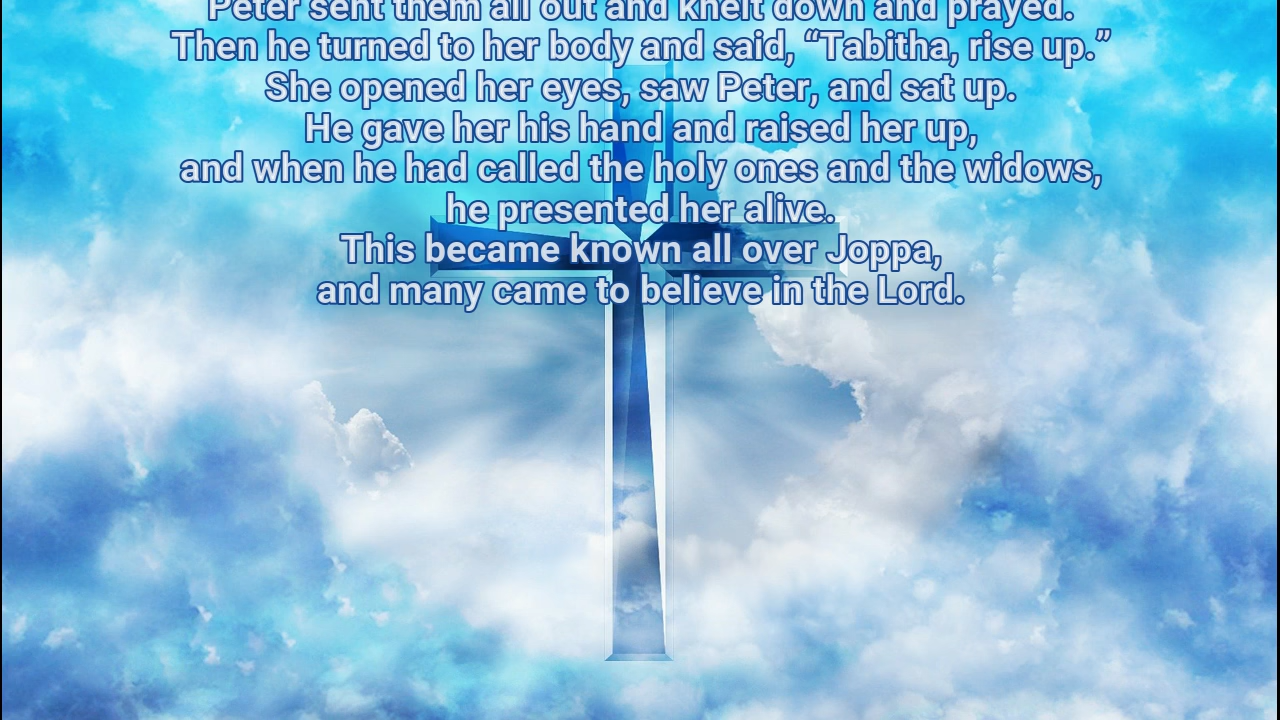 Peter sent them all out and knelt down and prayed.
Then he turned to her body and said, “Tabitha, rise up.”
She opened her eyes, saw Peter, and sat up.
He gave her his hand and raised her up,
and when he had called the holy ones and the widows,
he presented her alive.
This became known all over Joppa,
and many came to believe in the Lord.